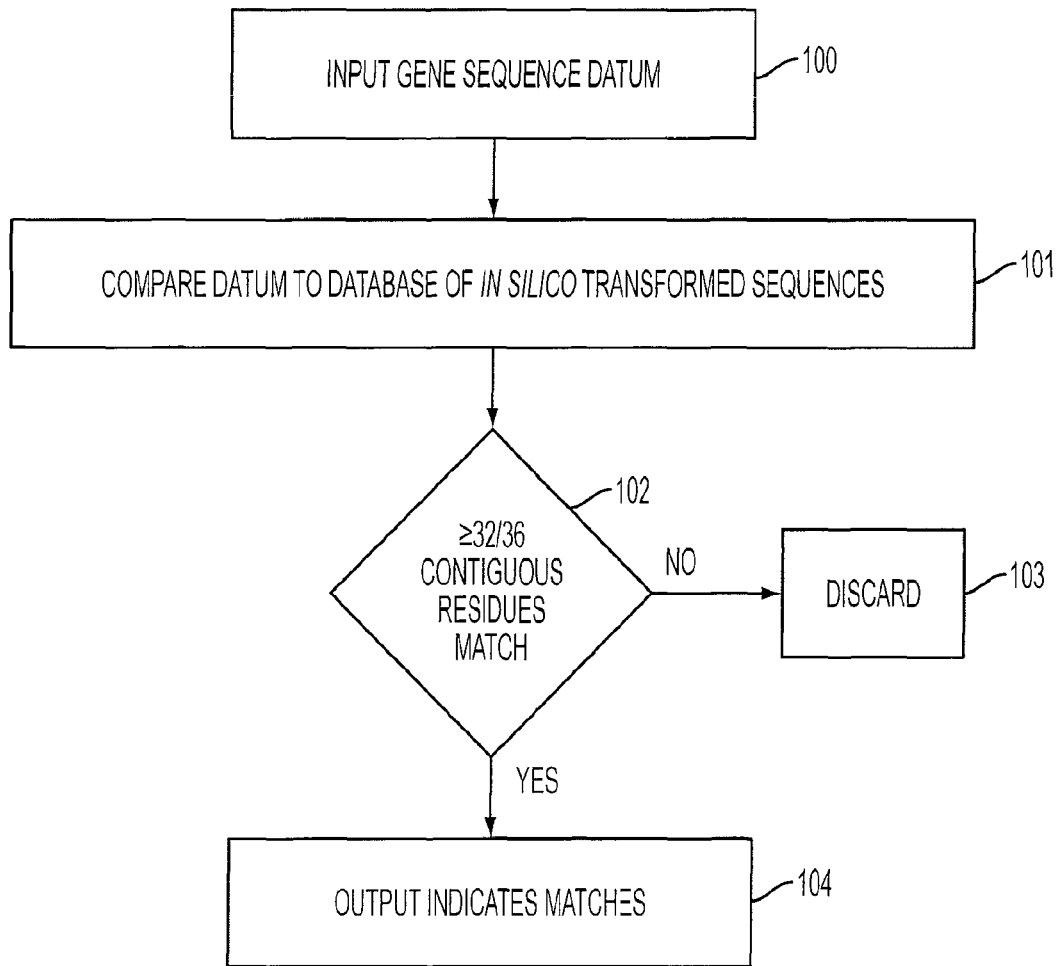 INPUT GENE SEQUENCE DATUM
100
COMPARE DATUM TO DATABASE OF IN SILICO TRANSFORMED SEQUENCES
101
102
≥32/36
CONTIGUOUS
RESIDUES
MATCH
NO
DISCARD
103
YES
OUTPUT INDICATES MATCHES
104